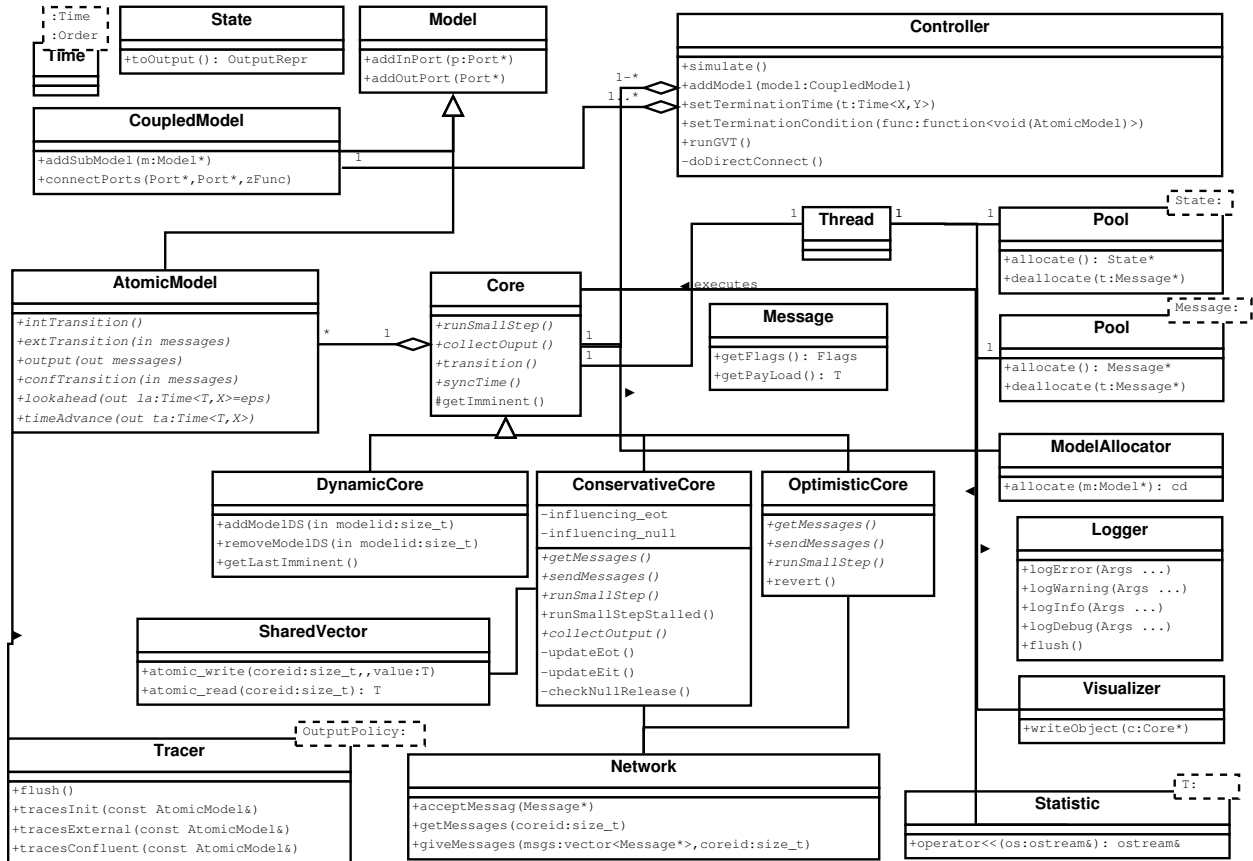 :Time
:Order
Time
State
+toOutput(): OutputRepr
Model
+addInPort(p:Port*)
+addOutPort(Port*)
Controller
+simulate()
+addModel(model:CoupledModel)
+setTerminationTime(t:Time<X,Y>)
+setTerminationCondition(func:function<void(AtomicModel)>)
+runGVT()
-doDirectConnect()
1-*
1..*
CoupledModel
+addSubModel(m:Model*)
+connectPorts(Port*,Port*,zFunc)
1
1
Thread
1
1
State:
Pool
+allocate(): State*
+deallocate(t:Message*)
AtomicModel
+intTransition()
+extTransition(in messages)
+output(out messages)
+confTransition(in messages)
+lookahead(out la:Time<T,X>=eps)
+timeAdvance(out ta:Time<T,X>)
*
1
Core
+runSmallStep()
+collectOuput()
+transition()
+syncTime()
#getImminent()
executes
1
1
Message
+getFlags(): Flags
+getPayLoad(): T
Message:
1
Pool
+allocate(): Message*
+deallocate(t:Message*)
ModelAllocator
+allocate(m:Model*): cd
DynamicCore
+addModelDS(in modelid:size_t)
+removeModelDS(in modelid:size_t)
+getLastImminent()
ConservativeCore
-influencing_eot
-influencing_null
+getMessages()
+sendMessages()
+runSmallStep()
+runSmallStepStalled()
+collectOutput()
-updateEot()
-updateEit()
-checkNullRelease()
OptimisticCore
+getMessages()
+sendMessages()
+runSmallStep()
+revert()
Logger
+logError(Args ...)
+logWarning(Args ...)
+logInfo(Args ...)
+logDebug(Args ...)
+flush()
SharedVector
+atomic_write(coreid:size_t,,value:T)
+atomic_read(coreid:size_t): T
Visualizer
+writeObject(c:Core*)
OutputPolicy:
Tracer
+flush()
+tracesInit(const AtomicModel&)
+tracesExternal(const AtomicModel&)
+tracesConfluent(const AtomicModel&)
Network
+acceptMessag(Message*)
+getMessages(coreid:size_t)
+giveMessages(msgs:vector<Message*>,coreid:size_t)
T:
Statistic
+operator<<(os:ostream&): ostream&